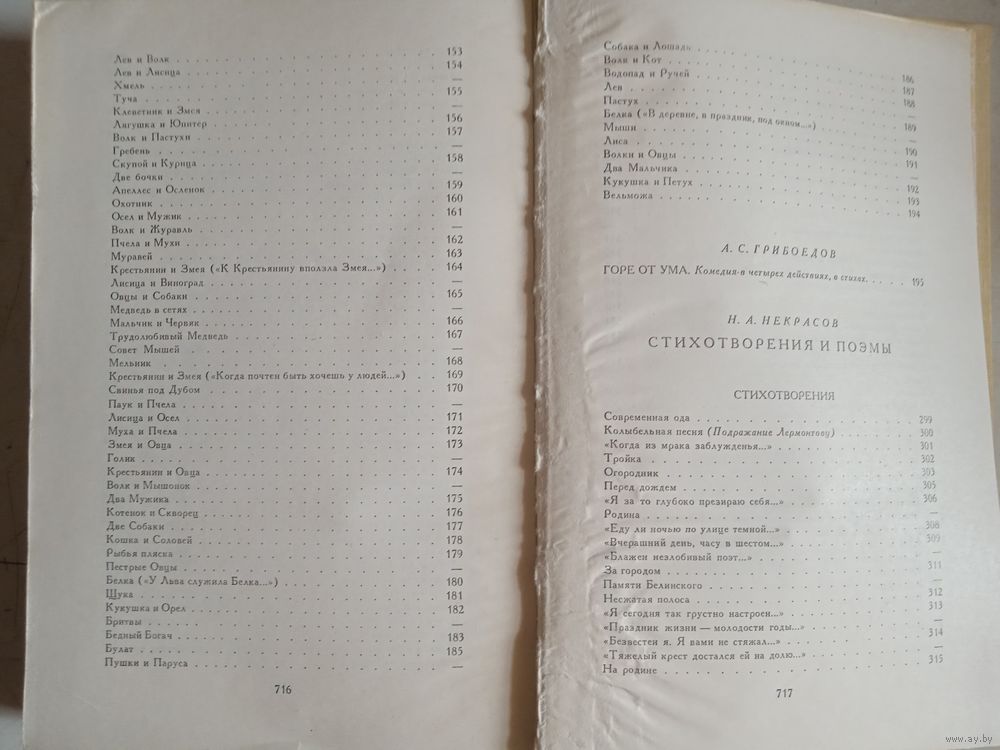 Лев и Волк . . . 153
Лев и Лисица . . . 154
Хмель . . . —
Туча . . . 155
Клеветник и Змея . . . —
Лягушка и Юпитер . . . 156
Волк и Пастухи . . . 157
Гребень . . . —
Скупой и Курица . . . 158
Две бочки . . . —
Апеллес и Осленок . . . 159
Охотник . . . 160
Осел и Мужик . . . 161
Волк и Журавль . . . —
Пчела и Мухи . . . 162
Муравей . . . 163
Крестьянин и Змея («К Крестьянину вползла Змея...») . . . 164
Лисица и Виноград . . . —
Овцы и Собаки . . . 165
Медведь в сетях . . . —
Мальчик и Червяк . . . 166
Трудолюбивый Медведь . . . 167
Совет Мышей . . . —
Мельник . . . 168
Крестьянин и Змея («Когда почтен быть хочешь у людей...») . . . 169
Свинья под Дубом . . . 170
Паук и Пчела . . . —
Лисица и Осел . . . 171
Муха и Пчела . . . 172
Змея и Овца . . . 173
Голик . . . —
Крестьянин и Овца . . . 174
Волк и Мышонок . . . —
Два Мужика . . . 175
Котенок и Скворец . . . 176
Две Собаки . . . 177
Кошка и Соловей . . . 178
Рыбья пляска . . . 179
Пестрые Овцы . . . —
Белка («У Льва служила Белка...») . . . 180
Щука . . . 181
Кукушка и Орел . . . 182
Бритвы . . . —
Бедный Богач . . . 183
Булат . . . 185
Пушки и Паруса . . . —
716
Собака и Лошадь . . . 186
Волк и Кот . . . 187
Водопад и Ручей . . . 188
Лев . . . —
Пастух . . . 189
Белка («В деревне, в праздник, под окном...») . . . —
Мыши . . . 190
Лиса . . . 191
Волки и Овцы . . . —
Два Мальчика . . . 192
Кукушка и Петух . . . 193
Вельможа . . . 194
А. С. ГРИБОЕДОВ
ГОРЕ ОТ УМА. Комедия в четырех действиях, в стихах. . . . 195
Н. А. НЕКРАСОВ
СТИХОТВОРЕНИЯ И ПОЭМЫ
СТИХОТВОРЕНИЯ
Современная ода . . . 299
Колыбельная песня (Подражание Лермонтову) . . . 300
«Когда из мрака заблужденья...» . . . 301
Тройка . . . 302
Огородник . . . 303
Перед дождем . . . 305
«Я за то глубоко презираю себя...» . . . 306
Родина . . . —
«Еду ли ночью по улице темной...» . . . 308
«Вчерашний день, часу в шестом...» . . . 309
«Блажен незлобивый поэт...» . . . —
За городом . . . 311
Памяти Белинского . . . —
Несжатая полоса . . . 312
«Я сегодня так грустно настроен...» . . . 313
«Праздник жизни — молодости годы...» . . . —
«Безвестен я. Я вами не стяжал...» . . . 314
«Тяжелый крест достался ей на долю...» . . . —
На родине . . . 315
717
www.ay.by